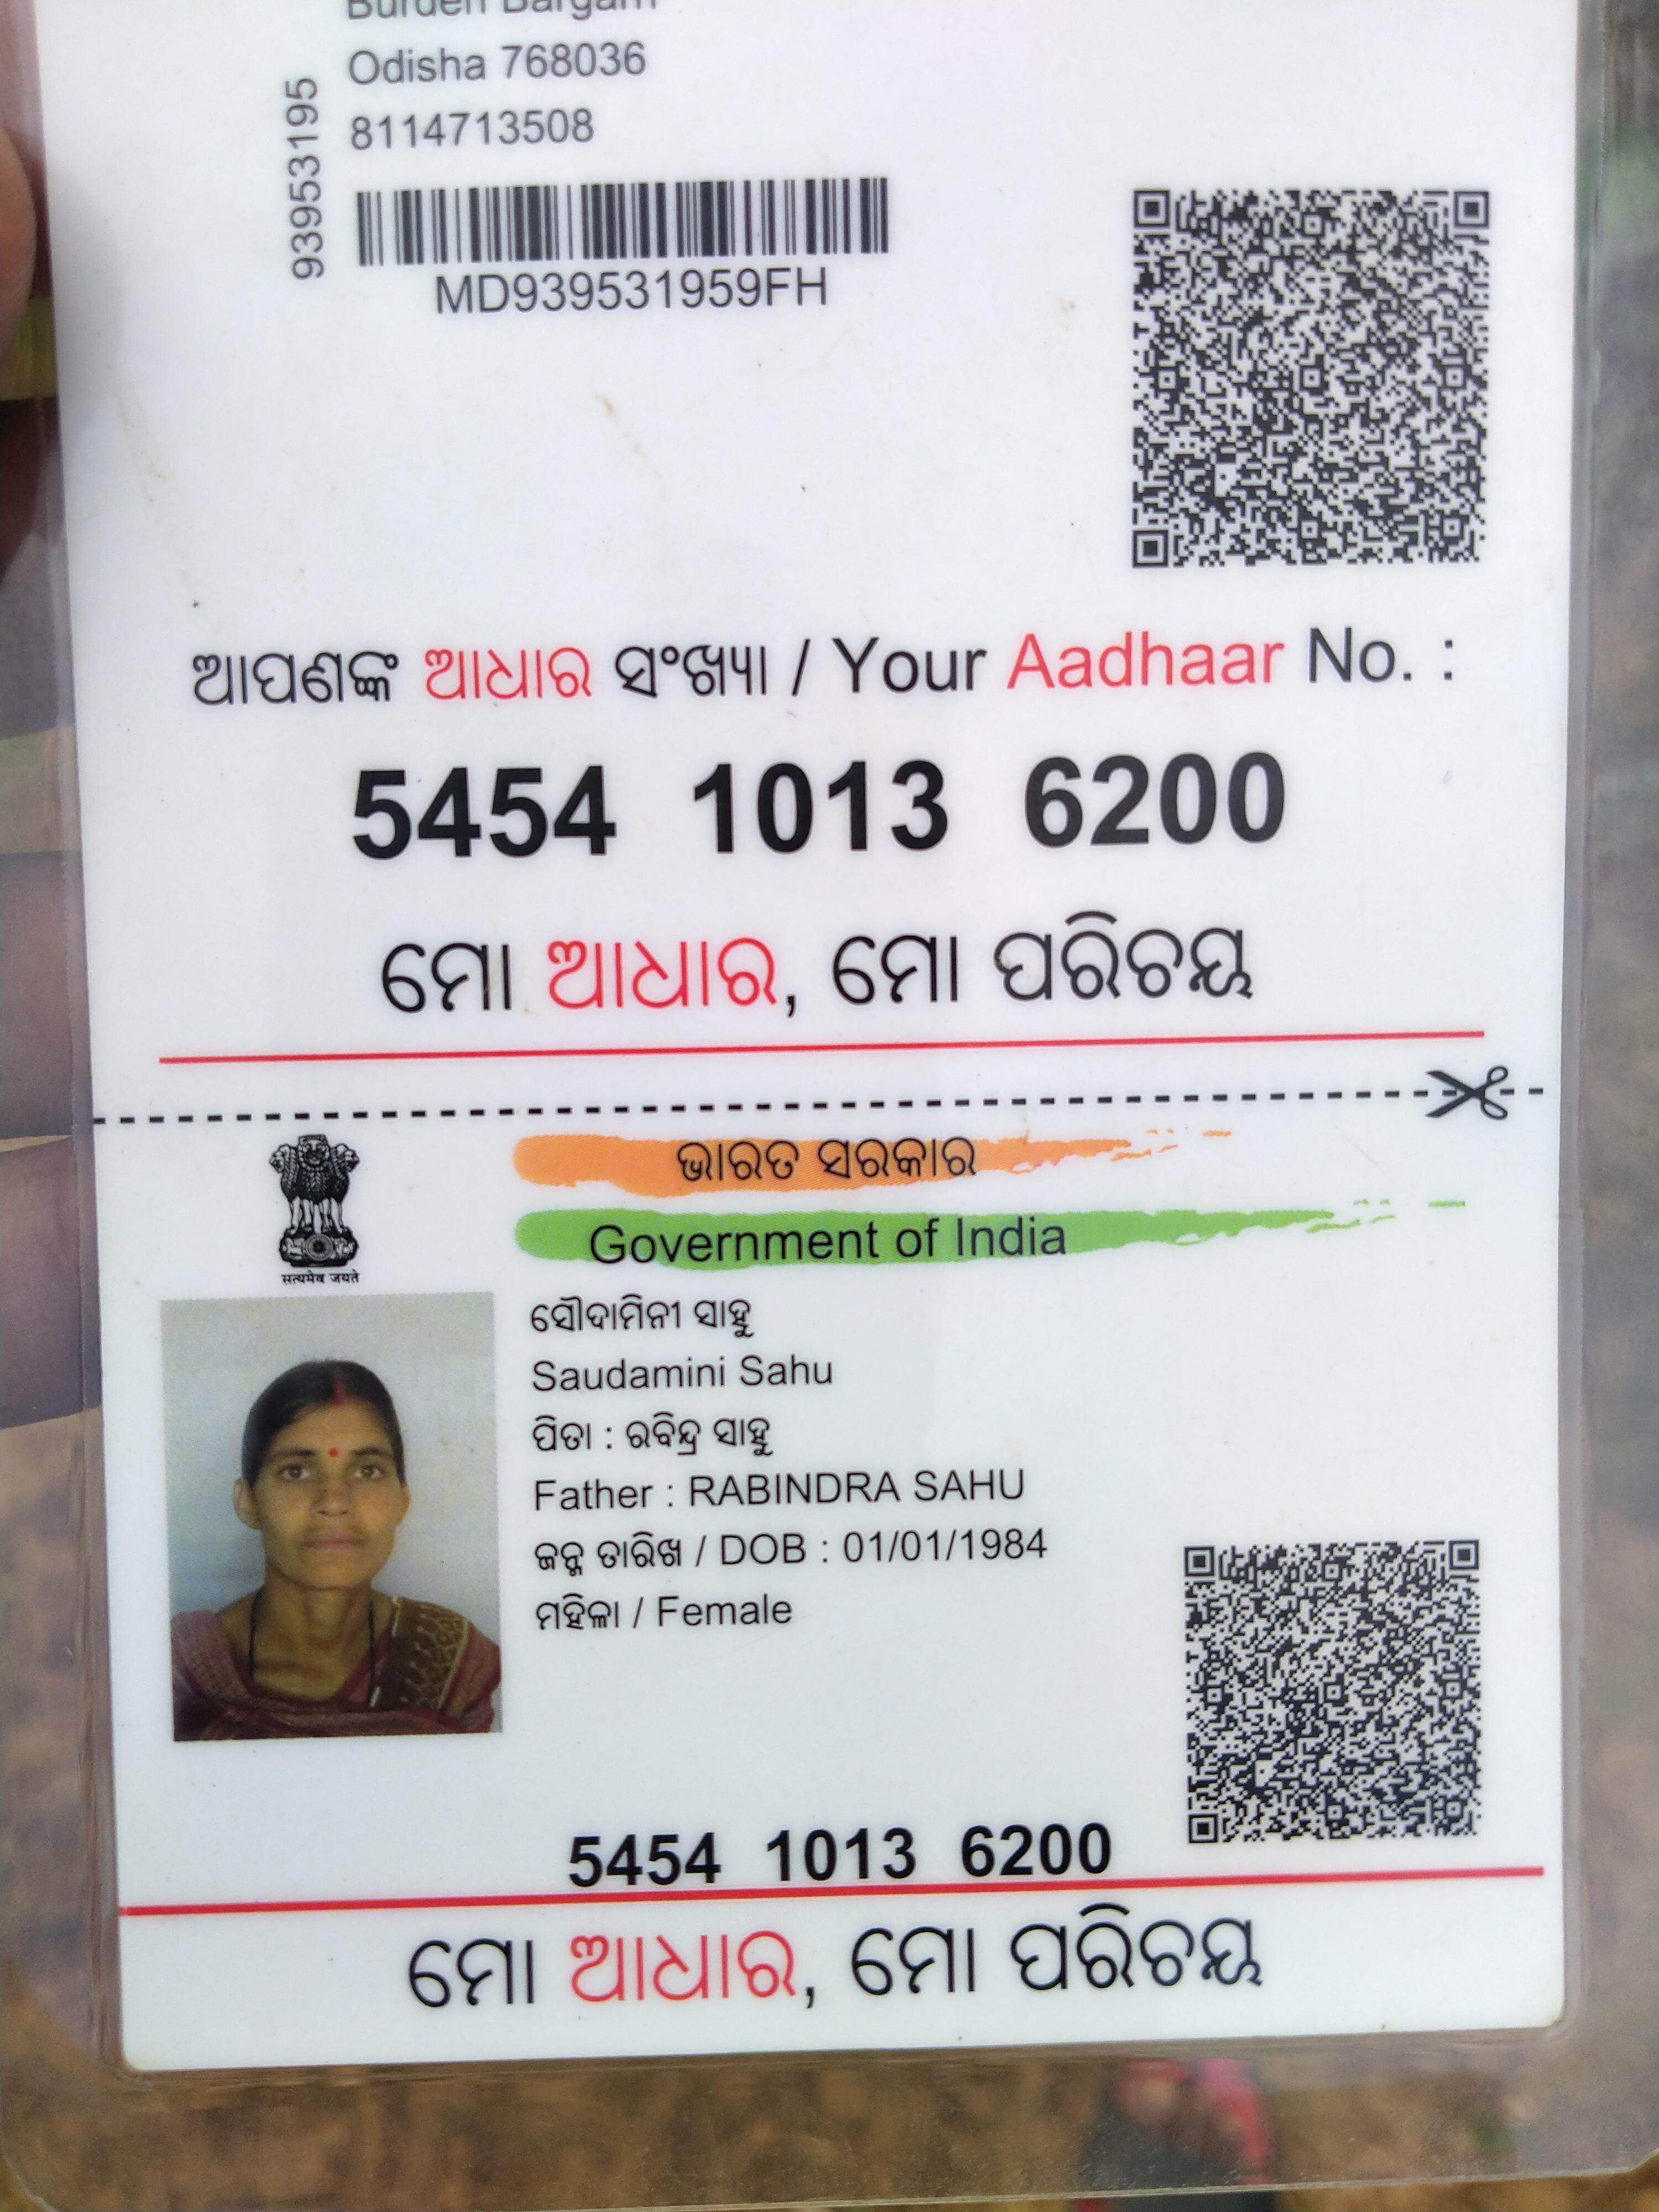 Burden Bargam
Odisha 768036
8114713508
93953195
MD939531959FH
ଆପଣଙ୍କ ଆଧାର ସଂଖ୍ୟା / Your Aadhaar No. :
5454 1013 6200
ମୋ ଆଧାର, ମୋ ପରିଚୟ
ଭାରତ ସରକାର
Government of India
सत्यमेव जयते
ସୌଦାମିନୀ ସାହୁ
Saudamini Sahu
ପିତା : ରବିନ୍ଦ୍ର ସାହୁ
Father : RABINDRA SAHU
ଜନ୍ମ ତାରିଖ / DOB : 01/01/1984
ମହିଳା / Female
5454 1013 6200
ମୋ ଆଧାର, ମୋ ପରିଚୟ